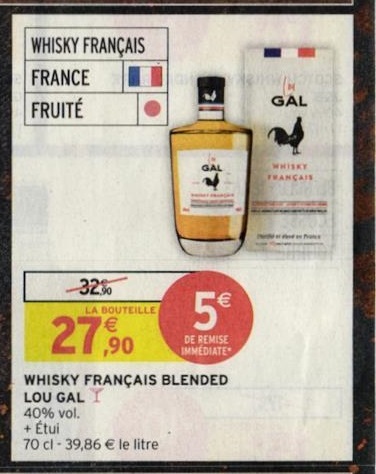 WHISKY FRANÇAIS
FRANCE
FRUITÉ
GAL
GAL
WHISKY
FRANÇAIS
32€90
LA BOUTEILLE
27€,90
5€
DE REMISE
IMMÉDIATE*
WHISKY FRANÇAIS BLENDED
LOU GAL
40% vol.
+ Étui
70 cl - 39,86 € le litre